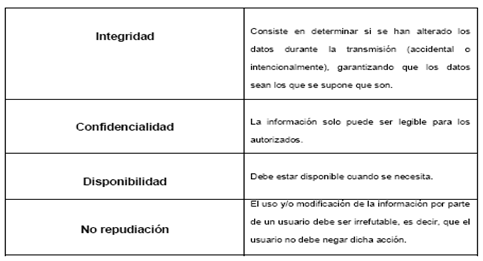 Integridad
Consiste en determinar si se han alterado los
datos durante la transmisión (accidental o
intencionalmente), garantizando que los datos
sean los que se supone que son.
Confidencialidad
La información solo puede ser legible para los
autorizados.
Disponibilidad
Debe estar disponible cuando se necesita.
No repudiación
El uso y/o modificación de la información por parte
de un usuario debe ser irrefutable, es decir, que el
usuario no debe negar dicha acción.